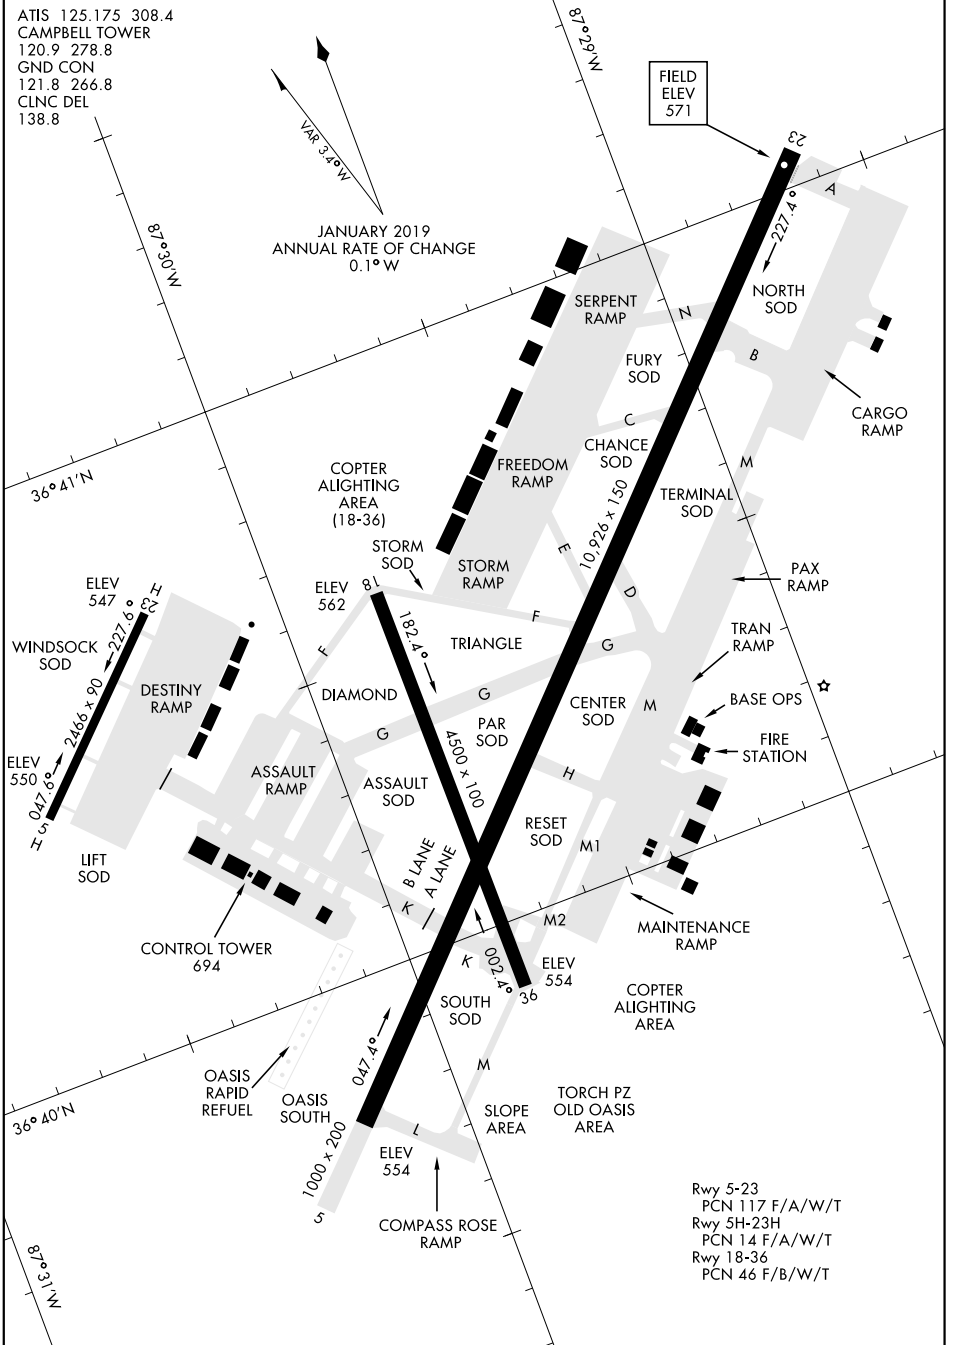 ATIS 125.175 308.4
CAMPBELL TOWER
120.9 278.8
GND CON
121.8 266.8
CLNC DEL
138.8
87°29'W
FIELD
ELEV
571
VAR 3.4° W
JANUARY 2019
ANNUAL RATE OF CHANGE
0.1° W
87°30'W
23
A
227.4°
NORTH
SOD
SERPENT
RAMP
N
B
FURY
SOD
CARGO
RAMP
C
CHANCE
SOD
M
36°41'N
COPTER
ALIGHTING
AREA
(18-36)
FREEDOM
RAMP
TERMINAL
SOD
10,926 x 150
STORM
SOD
STORM
RAMP
E
D
PAX
RAMP
ELEV
547
H
23
227.6°
ELEV
562
18
182.4°
F
F
TRIANGLE
G
TRAN
RAMP
WINDSOCK
SOD
2466 x 90
DESTINY
RAMP
DIAMOND
G
G
PAR
SOD
CENTER
SOD
M
BASE OPS
FIRE
STATION
ELEV
550
047.6°
5
H
ASSAULT
RAMP
ASSAULT
SOD
4500 x 100
H
RESET
SOD
M1
LIFT
SOD
B LANE
A LANE
K
K
M2
MAINTENANCE
RAMP
CONTROL TOWER
694
002.4°
36
ELEV
554
SOUTH
SOD
COPTER
ALIGHTING
AREA
047.4°
M
OASIS
RAPID
REFUEL
OASIS
SOUTH
SLOPE
AREA
TORCH PZ
OLD OASIS
AREA
36°40'N
L
1000 x 200
5
ELEV
554
COMPASS ROSE
RAMP
87°31'W
Rwy 5-23
PCN 117 F/A/W/T
Rwy 5H-23H
PCN 14 F/A/W/T
Rwy 18-36
PCN 46 F/B/W/T